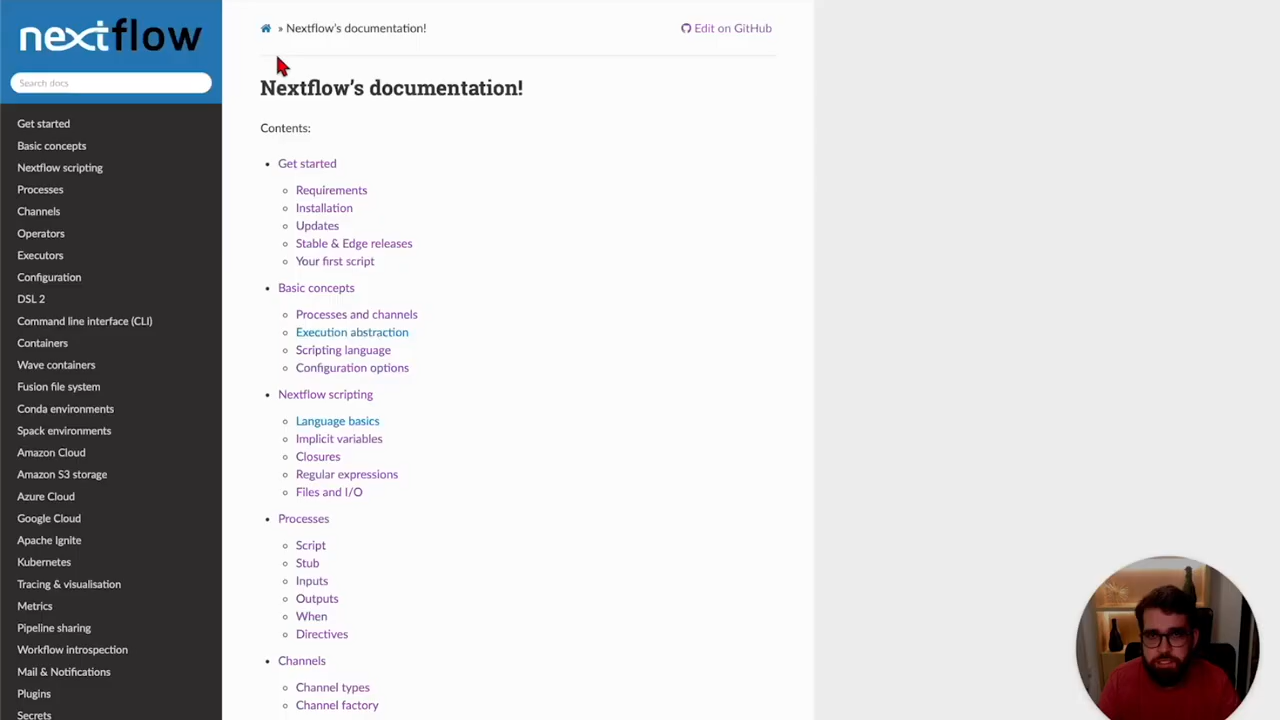 nextflow
Search docs
Get started
Basic concepts
Nextflow scripting
Processes
Channels
Operators
Executors
Configuration
DSL 2
Command line interface (CLI)
Containers
Wave containers
Fusion file system
Conda environments
Spack environments
Amazon Cloud
Amazon S3 storage
Azure Cloud
Google Cloud
Apache Ignite
Kubernetes
Tracing & visualisation
Metrics
Pipeline sharing
Workflow introspection
Mail & Notifications
Plugins
Secrets
» Nextflow's documentation!
Edit on GitHub
Nextflow's documentation!
Contents:
• Get started
Requirements
Installation
Updates
Stable & Edge releases
Your first script
• Basic concepts
Processes and channels
Execution abstraction
Scripting language
Configuration options
• Nextflow scripting
Language basics
Implicit variables
Closures
Regular expressions
Files and I/O
• Processes
Script
Stub
Inputs
Outputs
When
Directives
• Channels
Channel types
Channel factory